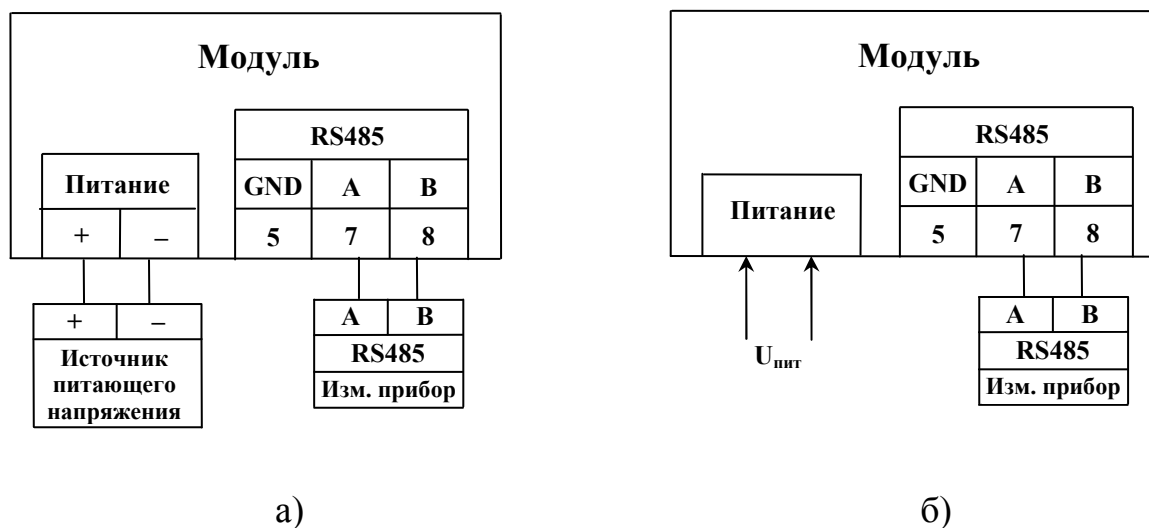 Модуль
RS485
Питание
GND A B
+ – 5 7 8
+ –
Источник
питающего
напряжения
A B
RS485
Изм. прибор
а)
Модуль
RS485
GND A B
Питание
5 7 8
Uпит
A B
RS485
Изм. прибор
б)